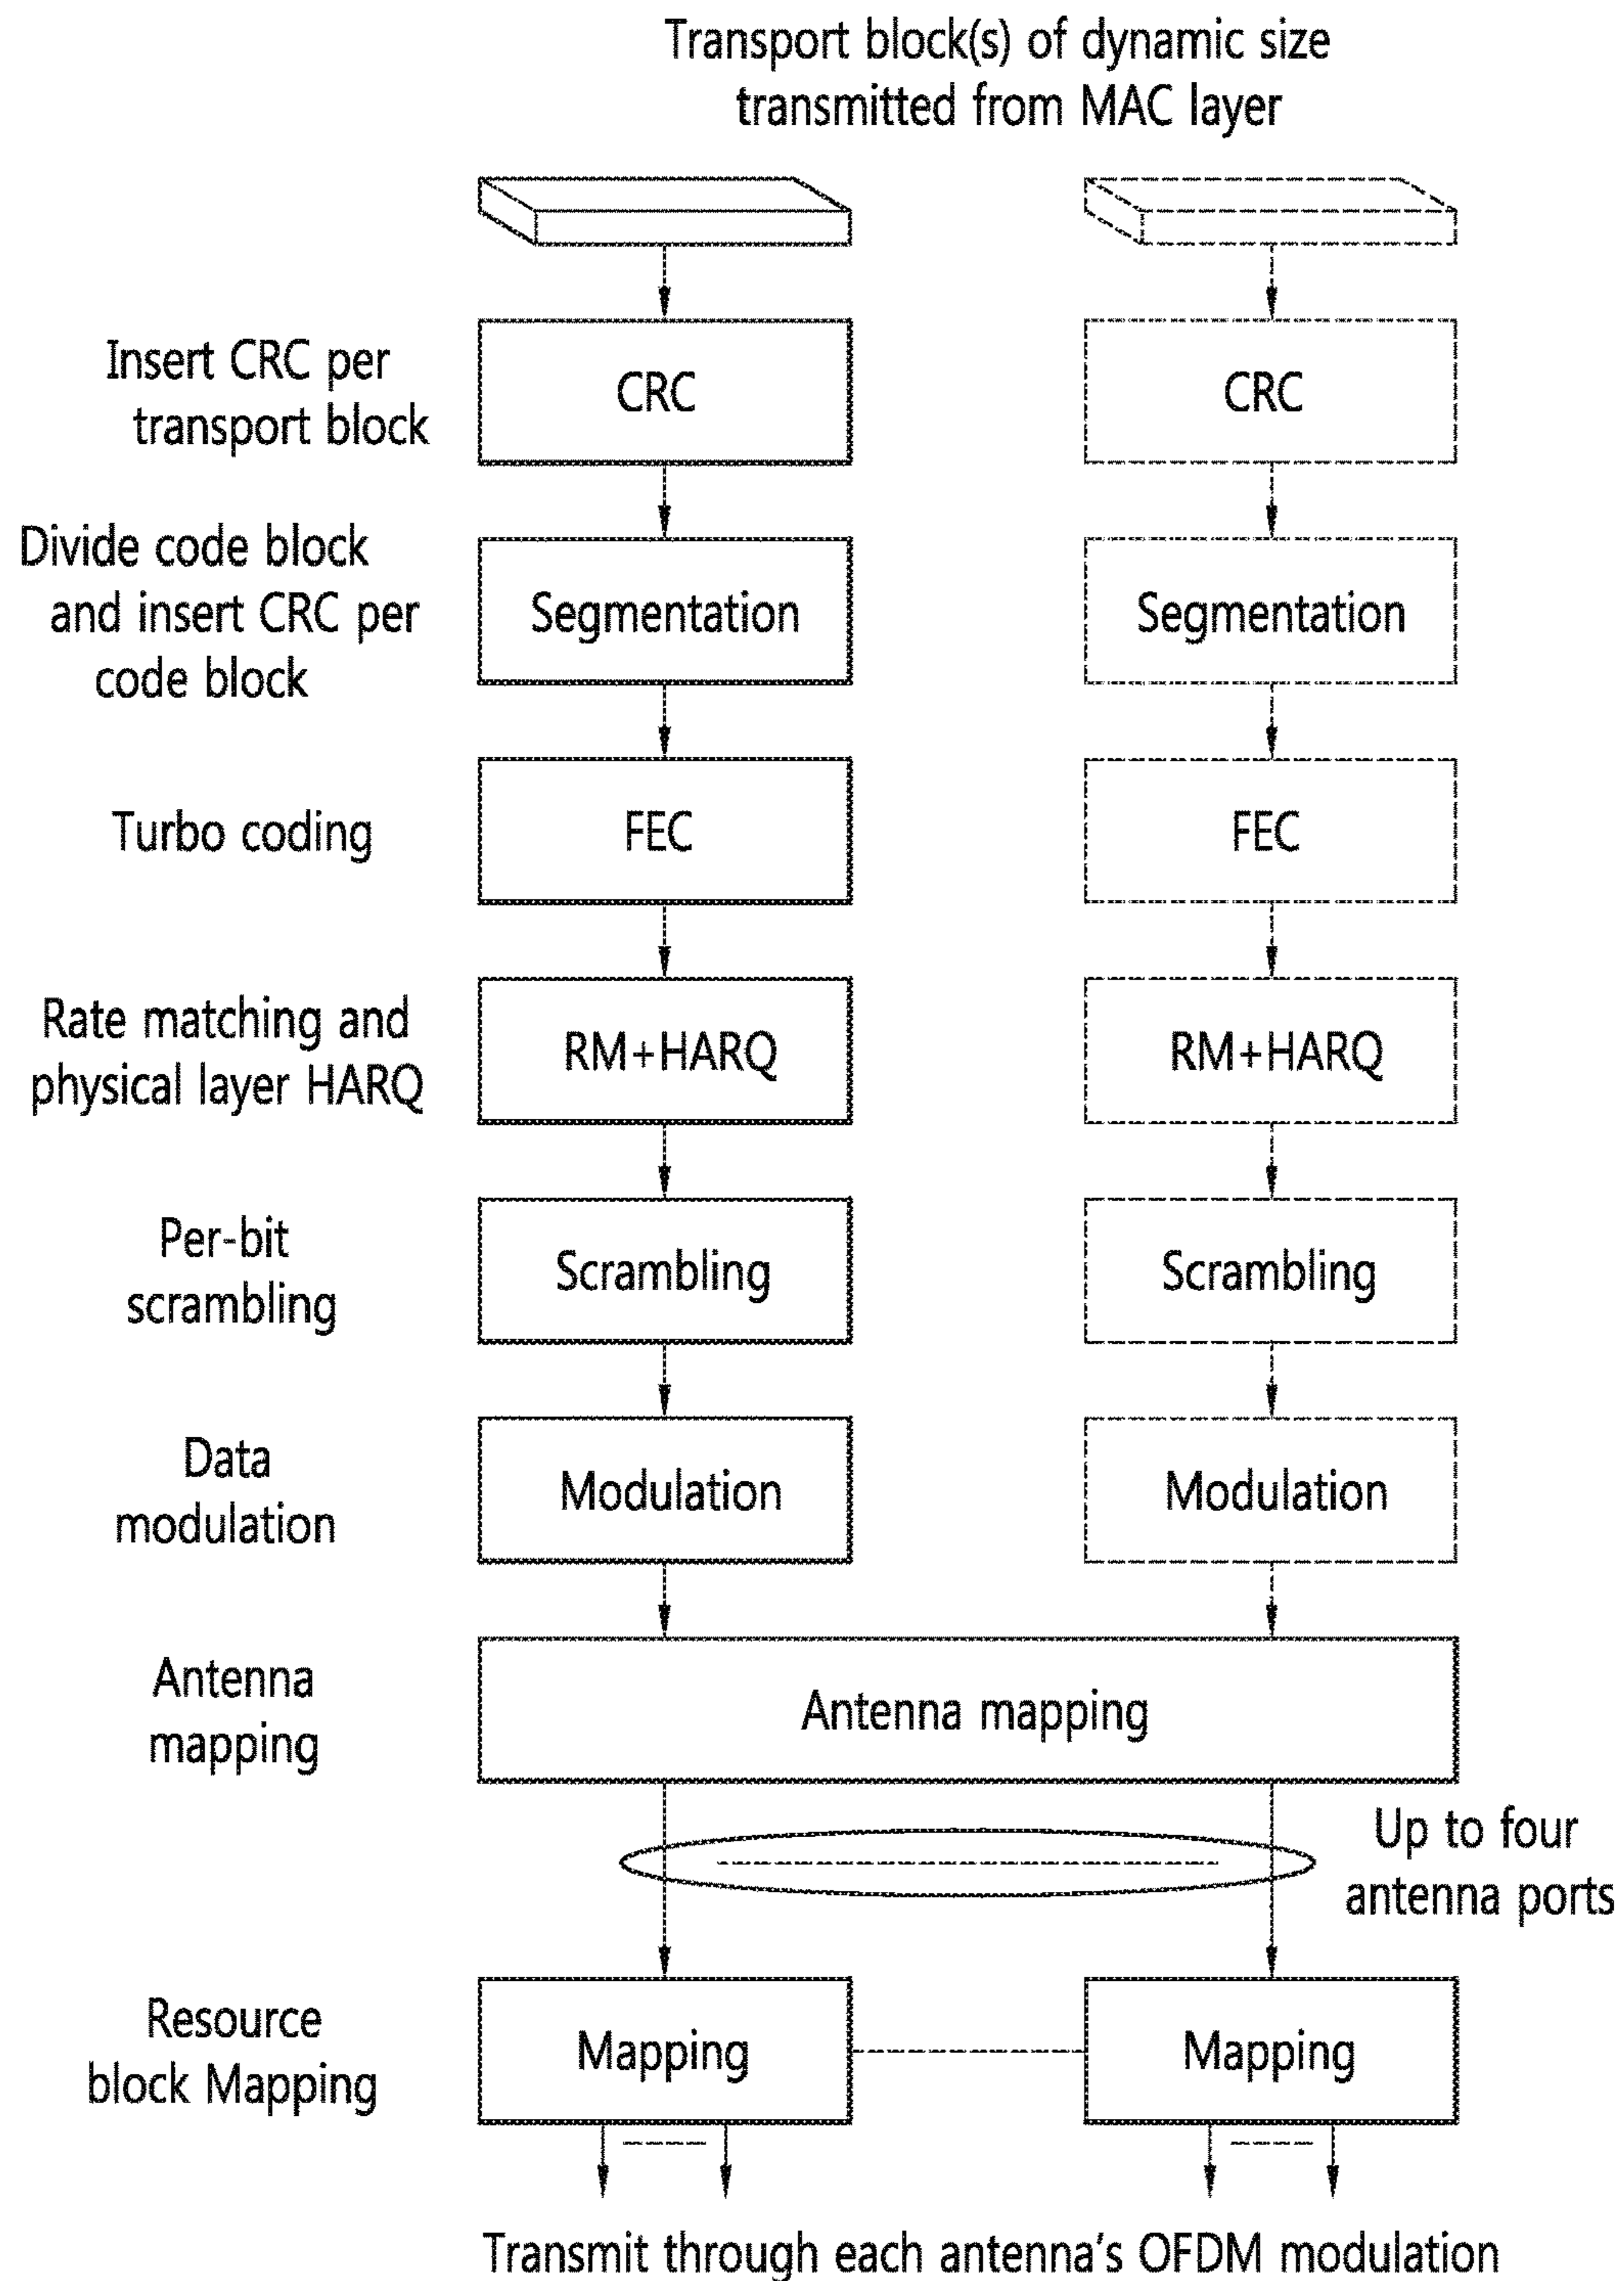 Transport block(s) of dynamic size
transmitted from MAC layer
Insert CRC per
transport block
CRC
CRC
Divide code block
and insert CRC per
code block
Segmentation
Segmentation
Turbo coding
FEC
FEC
Rate matching and
physical layer HARQ
RM+HARQ
RM+HARQ
Per-bit
scrambling
Scrambling
Scrambling
Data
modulation
Modulation
Modulation
Antenna
mapping
Antenna mapping
Up to four
antenna ports
Resource
block Mapping
Mapping
Mapping
Transmit through each antenna's OFDM modulation